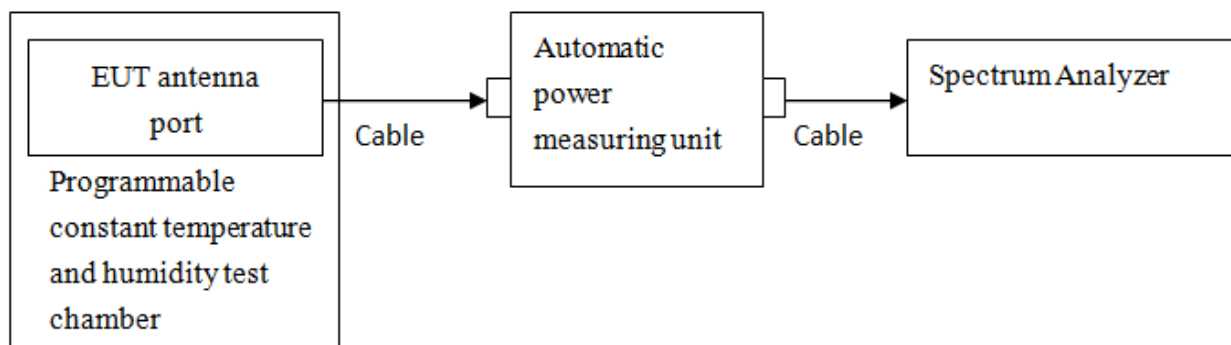 EUT antenna
port
Programmable
constant temperature
and humidity test
chamber
Cable
Automatic
power
measuring unit
Cable
Spectrum Analyzer